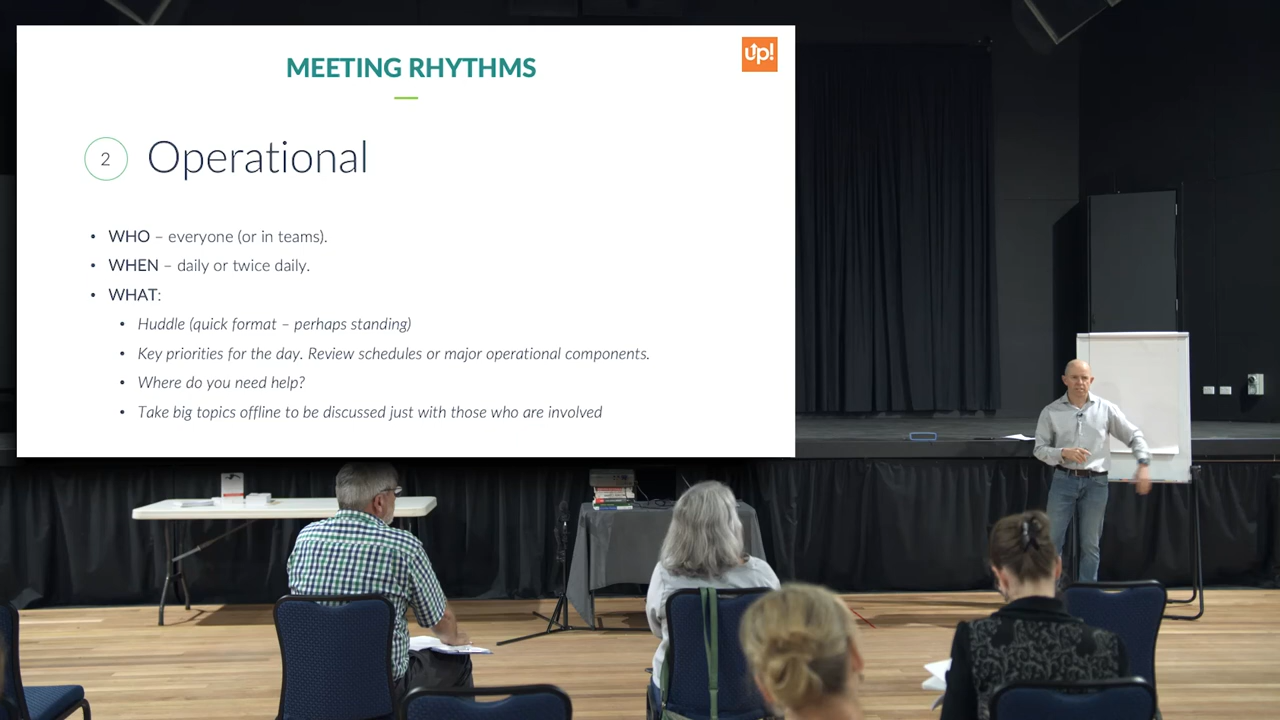 MEETING RHYTHMS
up!
2
Operational
• WHO – everyone (or in teams).
• WHEN – daily or twice daily.
• WHAT:
• Huddle (quick format – perhaps standing)
• Key priorities for the day. Review schedules or major operational components.
• Where do you need help?
• Take big topics offline to be discussed just with those who are involved